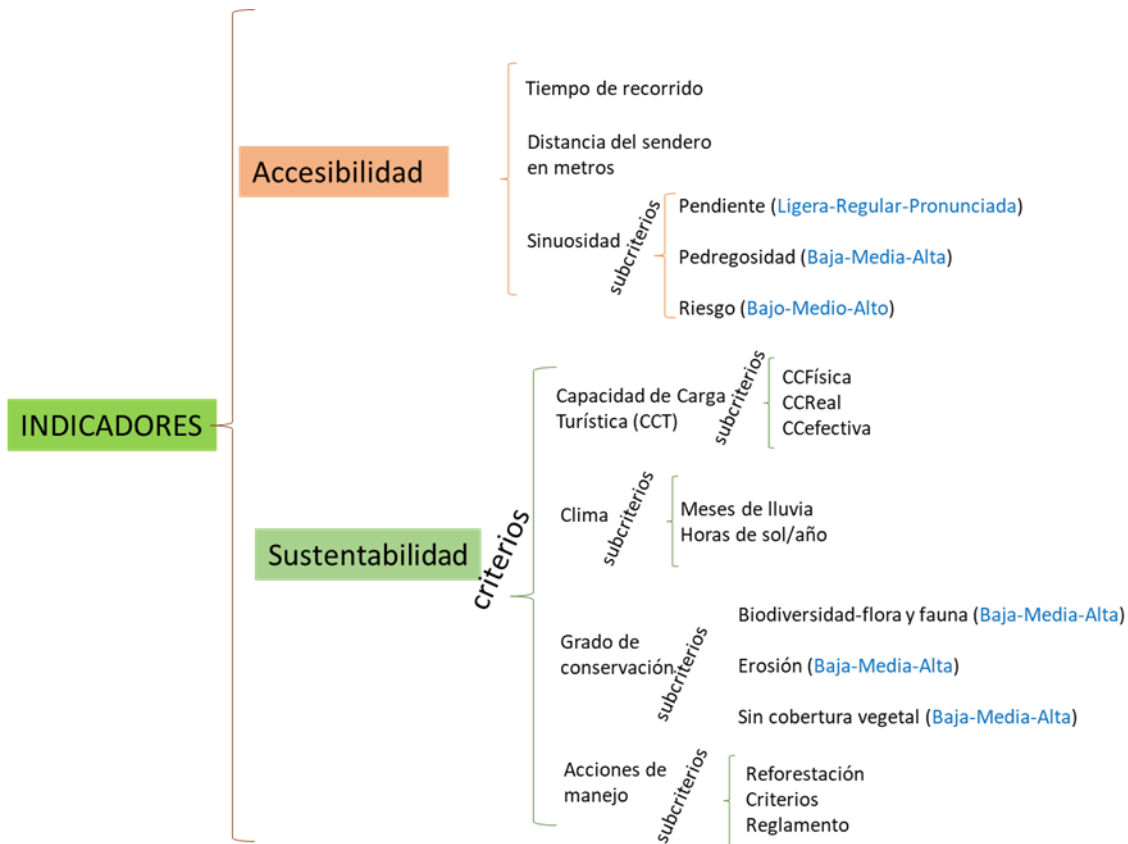 INDICADORES
Accesibilidad
Tiempo de recorrido
Distancia del sendero
en metros
Sinuosidad
subcriterios
Pendiente (Ligera-Regular-Pronunciada)
Pedregosidad (Baja-Media-Alta)
Riesgo (Bajo-Medio-Alto)
Sustentabilidad
criterios
Capacidad de Carga
Turística (CCT)
subcriterios
CCFísica
CCReal
CCefectiva
Clima
subcriterios
Meses de lluvia
Horas de sol/año
Grado de
conservación
subcriterios
Biodiversidad-flora y fauna (Baja-Media-Alta)
Erosión (Baja-Media-Alta)
Sin cobertura vegetal (Baja-Media-Alta)
Acciones de
manejo
subcriterios
Reforestación
Criterios
Reglamento